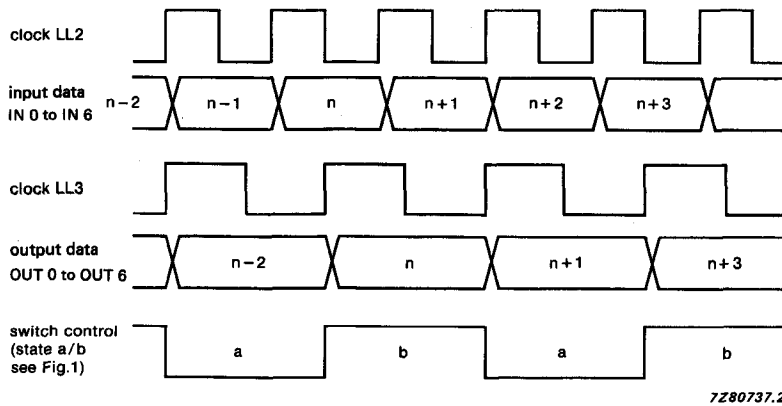 clock LL2
input data
IN 0 to IN 6
n−2 n−1 n n+1 n+2 n+3
clock LL3
output data
OUT 0 to OUT 6
n−2 n n+1 n+3
switch control
(state a/b
see Fig.1)
a b a b
7Z80737.2